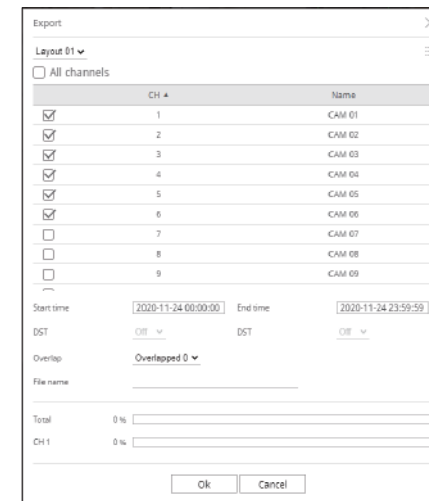 Export
Layout 01
All channels
CH Name
1 CAM 01
2 CAM 02
3 CAM 03
4 CAM 04
5 CAM 05
6 CAM 06
7 CAM 07
8 CAM 08
9 CAM 09
Start time 2020-11-24 00:00:00 End time 2020-11-24 23:59:59
DST Off DST Off
Overlap Overlapped 0
File name
Total 0 %
CH 1 0 %
Ok Cancel